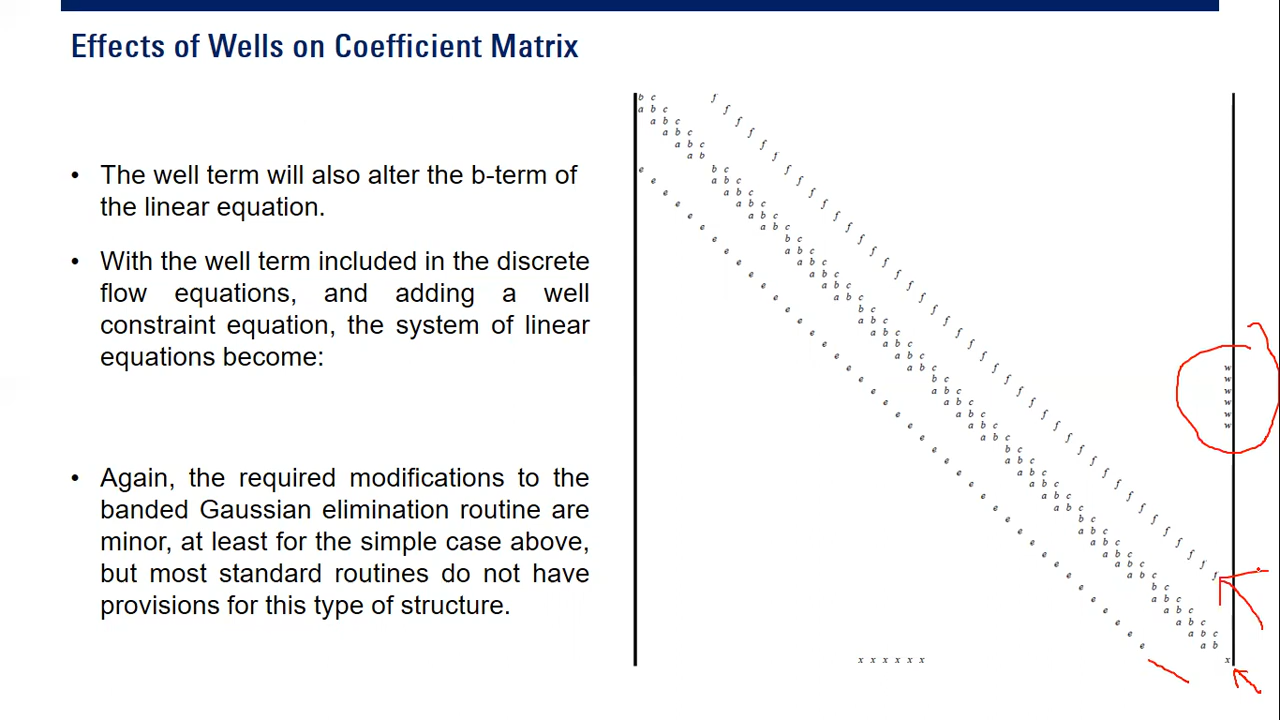 Effects of Wells on Coefficient Matrix
• The well term will also alter the b-term of
the linear equation.
• With the well term included in the discrete
flow equations, and adding a well
constraint equation, the system of linear
equations become:
• Again, the required modifications to the
banded Gaussian elimination routine are
minor, at least for the simple case above,
but most standard routines do not have
provisions for this type of structure.
b c f
a b c f
a b c f
a b c f
a b c f
a b f
e b c f
e a b c f
e a b c f
e a b c f
e a b c f
e a b c f
e b c f
e a b c f
e a b c f
e a b c f
e a b c f
e a b c f
e b c f
e a b c f
e a b c f
e a b c f
e a b c f
e a b c f w
e b c f w
e a b c f w
e a b c f w
e a b c f w
e a b c f w
e a b c f
e b c f
e a b c f
e a b c f
e a b c f
e a b c f
e a b c f
e b c f
e a b c f
e a b c f
e a b c f
e a b c f
e a b c f
e b c
e a b c
e a b c
e a b c
e a b c
e a b
x x x x x x x